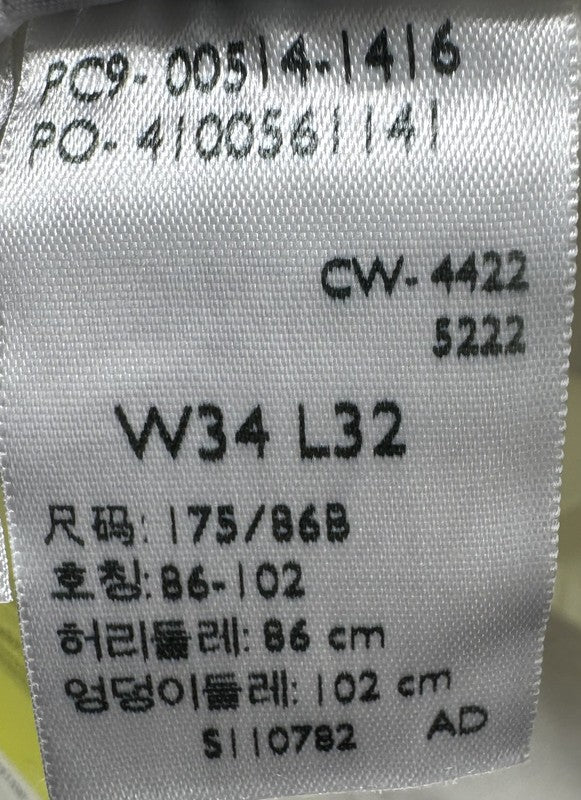 PC9- 00514-1416
PO- 4100561141
CW- 4422
5222
W34 L32
尺码: 175/86B
호칭: 86-102
허리둘레: 86 cm
엉덩이둘레: 102 cm
S110782 AD